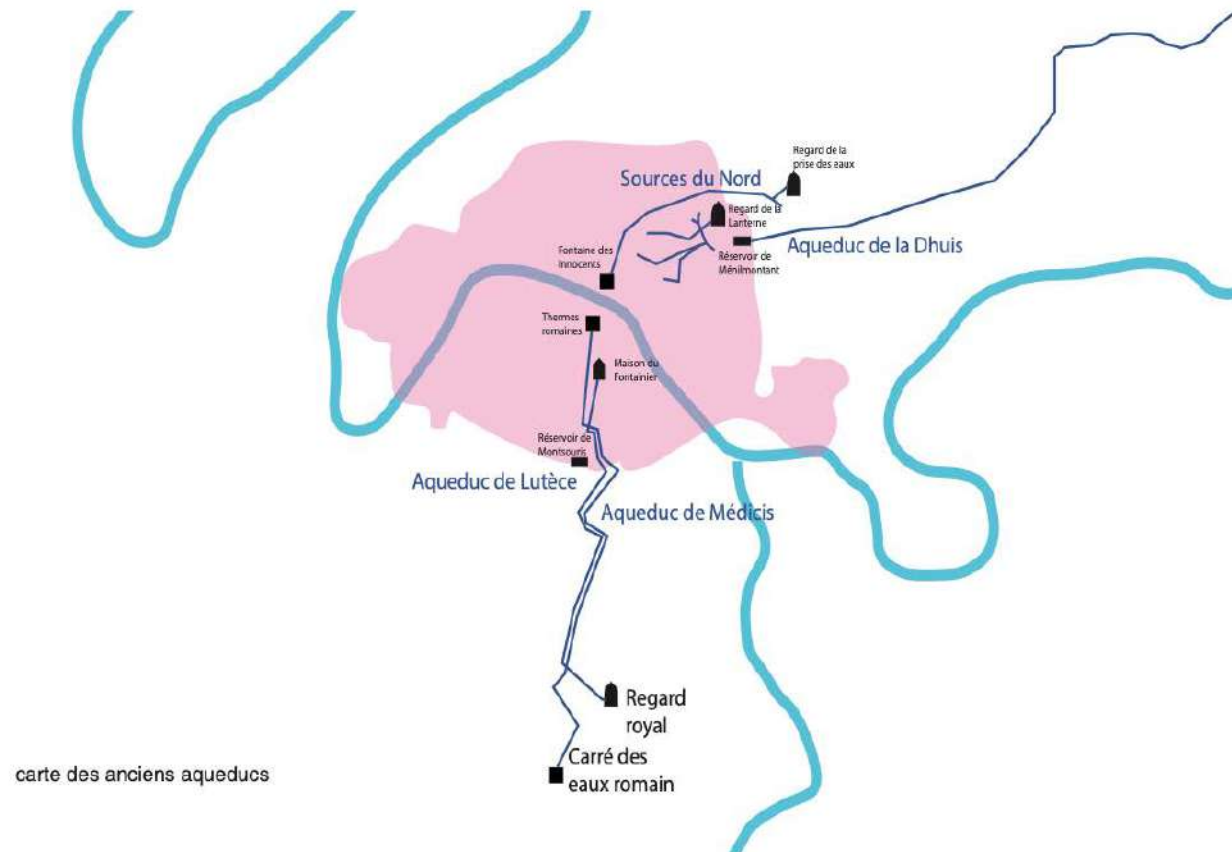 Regard de la
prise des eaux
Sources du Nord
Regard de la
Lanterne
Aqueduc de la Dhuis
Fontaine des
Innocents
Réservoir de
Ménilmontant
Thermes
romaines
Maison du
Fontainier
Réservoir de
Montsouris
Aqueduc de Lutèce
Aqueduc de Médicis
Regard
royal
Carré des
eaux romain
carte des anciens aqueducs